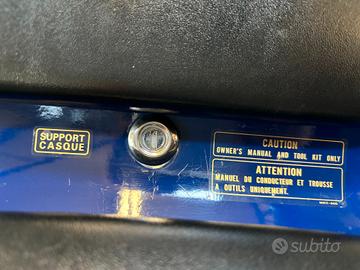 SUPPORT
CASQUE
CAUTION
OWNER'S MANUAL AND TOOL KIT ONLY
ATTENTION
MANUEL DU CONDUCTEUR ET TROUSSE
A OUTILS UNIQUEMENT.
subito